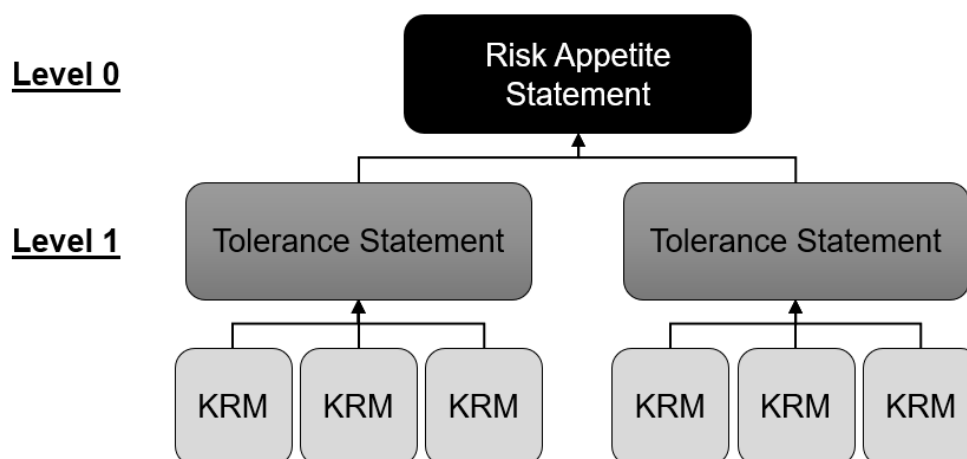 Level 0
Risk Appetite
Statement
Level 1
Tolerance Statement
Tolerance Statement
KRM
KRM
KRM
KRM
KRM
KRM